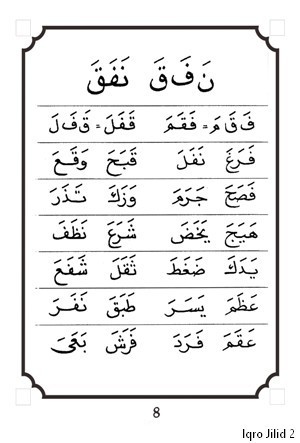 نَ فَ قَ   نَفَقَ
فَ قَ مَ = فَقَمَ   قَفَلَ = قَ فَ لَ
فَرَغَ   نَفَلَ   قَبَحَ   وَقَعَ
فَصَحَ   جَرَمَ   وَزَكَ   تَذَرَ
هَيَجَ   يَخَضَ   شَرَعَ   نَظَفَ
يَدَكَ   ضَغَطَ   ثَقَلَ   شَفَعَ
عَظَمَ   يَسَرَ   طَبَقَ   نَفَرَ
عَقَمَ   فَرَدَ   فَرَشَ   بَقَىَ
8
Iqro Jilid 2